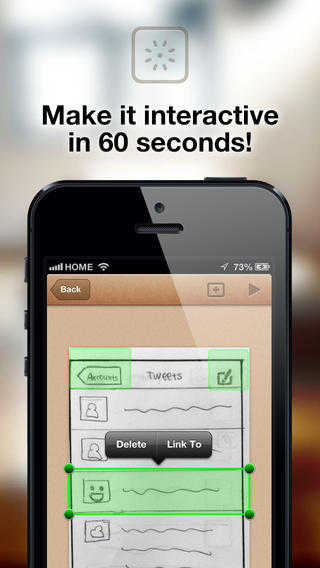 Make it interactive
in 60 seconds!
HOME
73%
Back
Accounts
Tweets
Delete
Link To